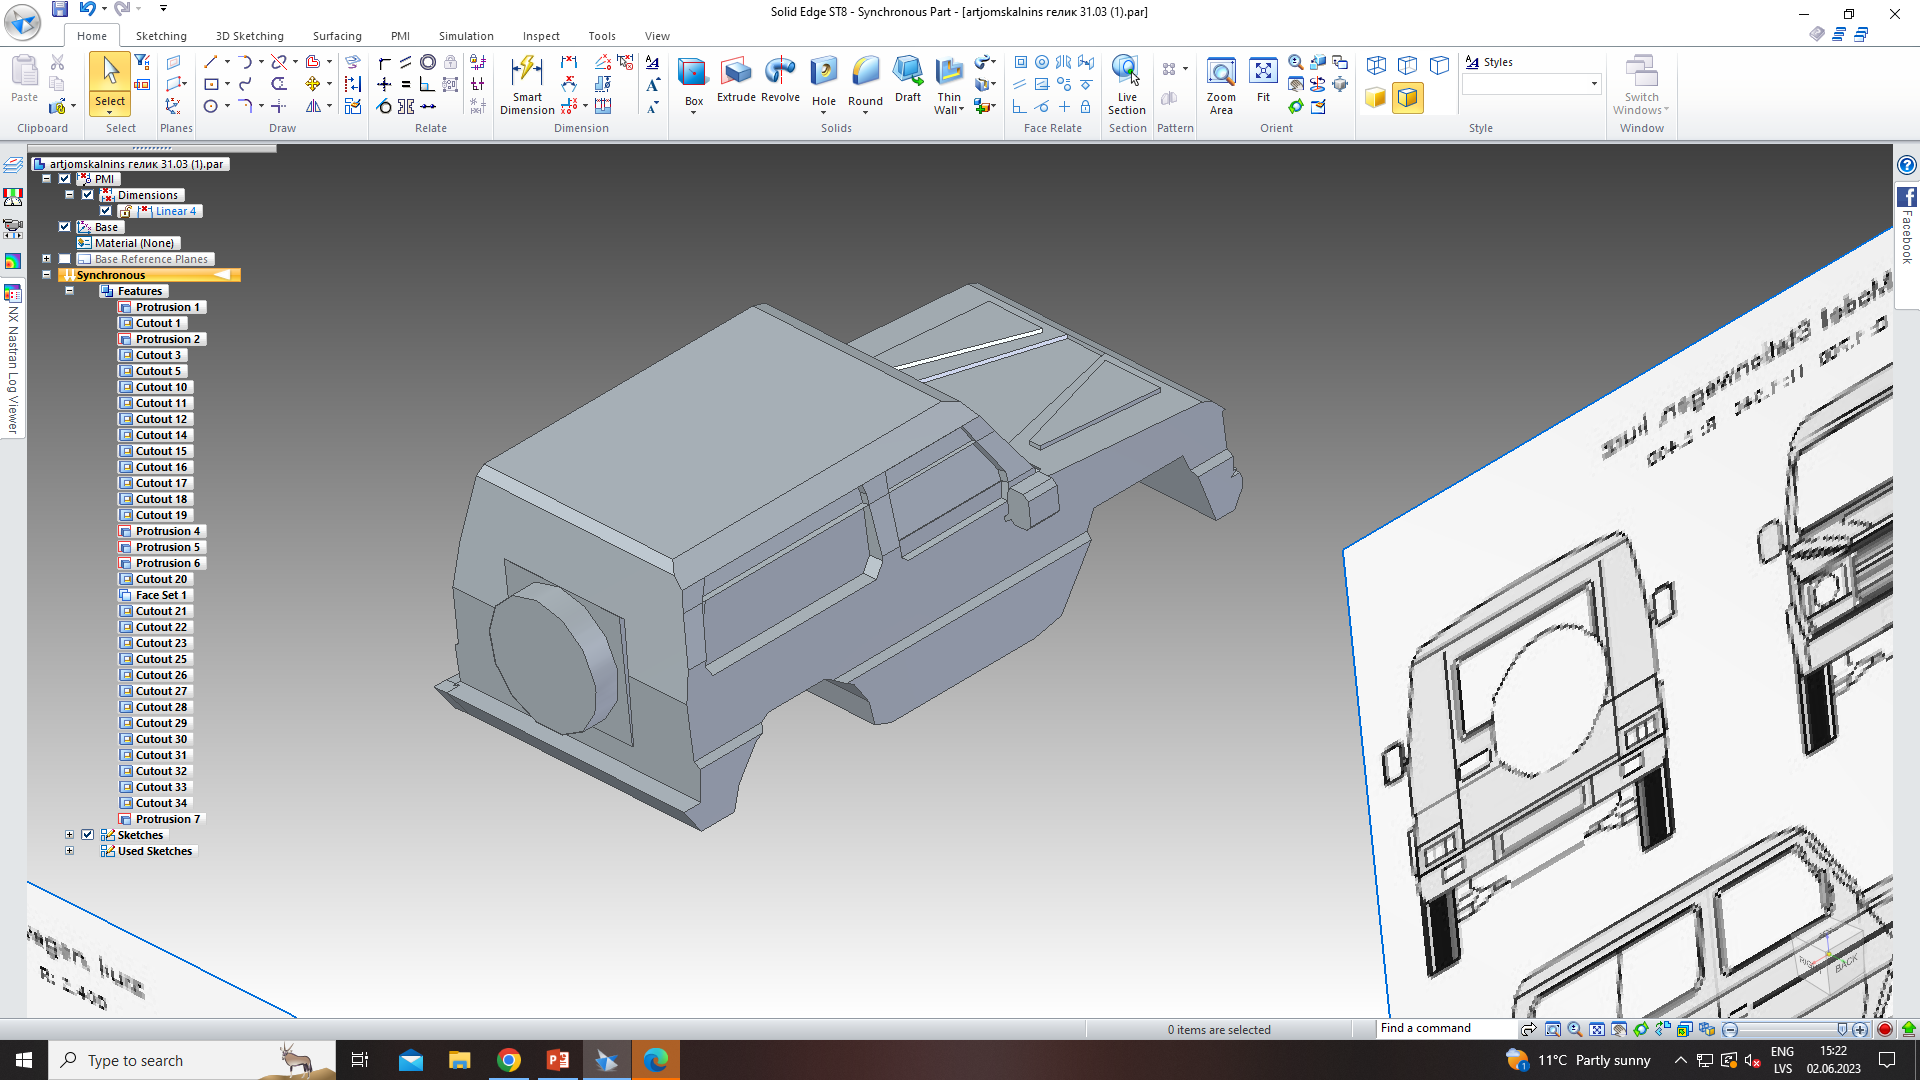 Solid Edge ST8 - Synchronous Part - [artjomskalnins гелик 31.03 (1).par]
Home Sketching 3D Sketching Surfacing PMI Simulation Inspect Tools View
Paste Select Smart Dimension Box Extrude Revolve Hole Round Draft Thin Wall Live Section Zoom Area Fit Styles Switch Windows
Clipboard Select Planes Draw Relate Dimension Solids Face Relate Section Pattern Orient Style Window
artjomskalnins гелик 31.03 (1).par
PMI
Dimensions
Linear 4
Base
Material (None)
Base Reference Planes
Synchronous
Features
Protrusion 1
Cutout 1
Protrusion 2
Cutout 3
Cutout 5
Cutout 10
Cutout 11
Cutout 12
Cutout 14
Cutout 15
Cutout 16
Cutout 17
Cutout 18
Cutout 19
Protrusion 4
Protrusion 5
Protrusion 6
Cutout 20
Face Set 1
Cutout 21
Cutout 22
Cutout 23
Cutout 25
Cutout 26
Cutout 27
Cutout 28
Cutout 29
Cutout 30
Cutout 31
Cutout 32
Cutout 33
Cutout 34
Protrusion 7
Sketches
Used Sketches
NX Nastran Log Viewer
Facebook
R: 2.400
RIGHT
BACK
0 items are selected
Find a command
Type to search
11°C Partly sunny
ENG
LVS
15:22
02.06.2023